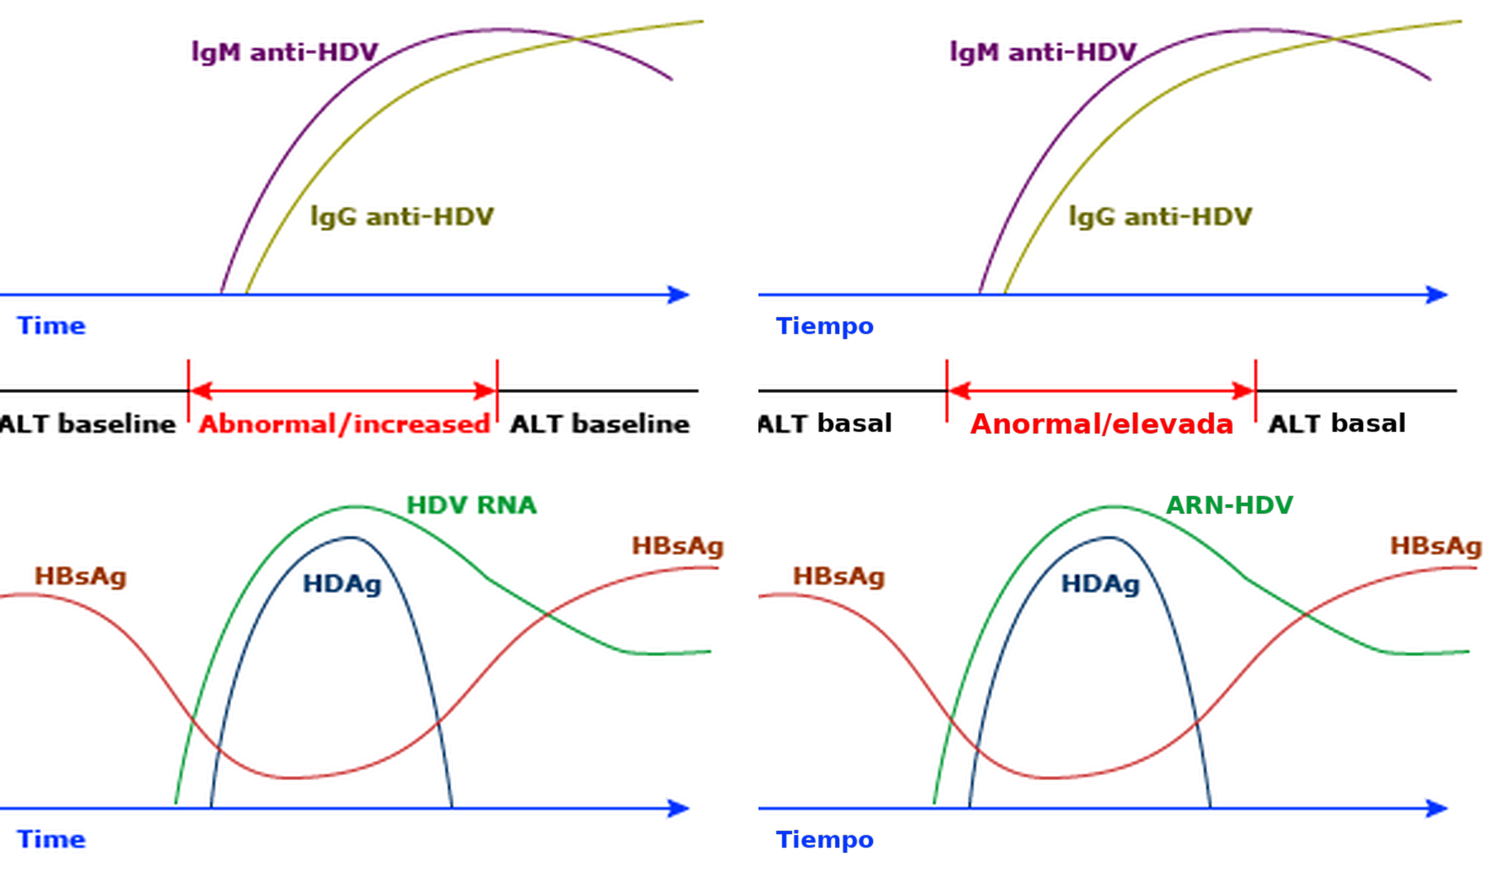 IgM anti-HDV
IgG anti-HDV
Time
ALT baseline
Abnormal/increased
ALT baseline
HDV RNA
HBsAg
HBsAg
HDAg
Time
IgM anti-HDV
IgG anti-HDV
Tiempo
ALT basal
Anormal/elevada
ALT basal
ARN-HDV
HBsAg
HBsAg
HDAg
Tiempo